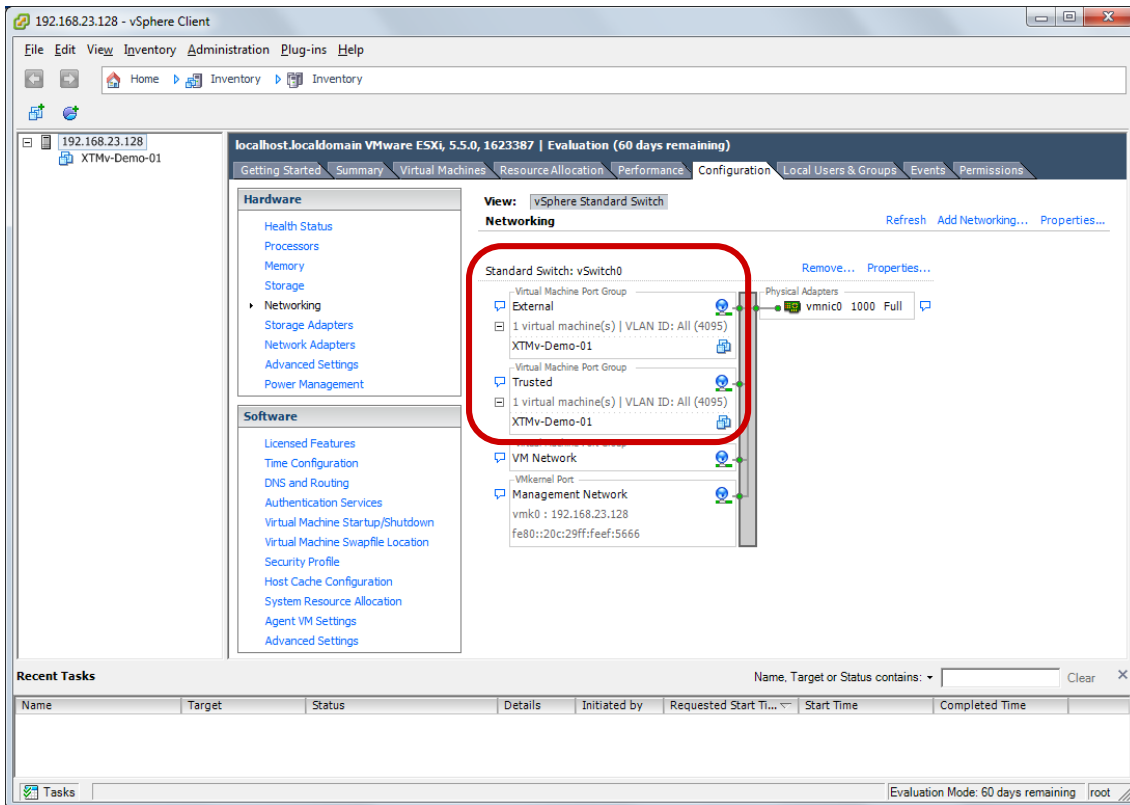 192.168.23.128 - vSphere Client
File Edit View Inventory Administration Plug-ins Help
Home Inventory Inventory
192.168.23.128
XTMv-Demo-01
localhost.localdomain VMware ESXi, 5.5.0, 1623387 | Evaluation (60 days remaining)
Getting Started Summary Virtual Machines Resource Allocation Performance Configuration Local Users & Groups Events Permissions
Hardware
Health Status
Processors
Memory
Storage
Networking
Storage Adapters
Network Adapters
Advanced Settings
Power Management
Software
Licensed Features
Time Configuration
DNS and Routing
Authentication Services
Virtual Machine Startup/Shutdown
Virtual Machine Swapfile Location
Security Profile
Host Cache Configuration
System Resource Allocation
Agent VM Settings
Advanced Settings
View: vSphere Standard Switch
Networking Refresh Add Networking... Properties...
Standard Switch: vSwitch0 Remove... Properties...
Virtual Machine Port Group Physical Adapters
External vmnic0 1000 Full
1 virtual machine(s) | VLAN ID: All (4095)
XTMv-Demo-01
Virtual Machine Port Group
Trusted
1 virtual machine(s) | VLAN ID: All (4095)
XTMv-Demo-01
Virtual Machine Port Group
VM Network
VMkernel Port
Management Network
vmk0 : 192.168.23.128
fe80::20c:29ff:feef:5666
Recent Tasks Name, Target or Status contains: Clear
Name Target Status Details Initiated by Requested Start Ti... Start Time Completed Time
Tasks Evaluation Mode: 60 days remaining root